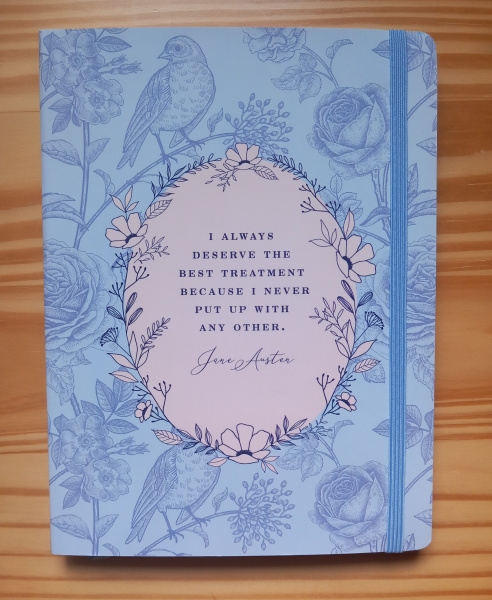 I ALWAYS
DESERVE THE
BEST TREATMENT
BECAUSE I NEVER
PUT UP WITH
ANY OTHER.
Jane Austen